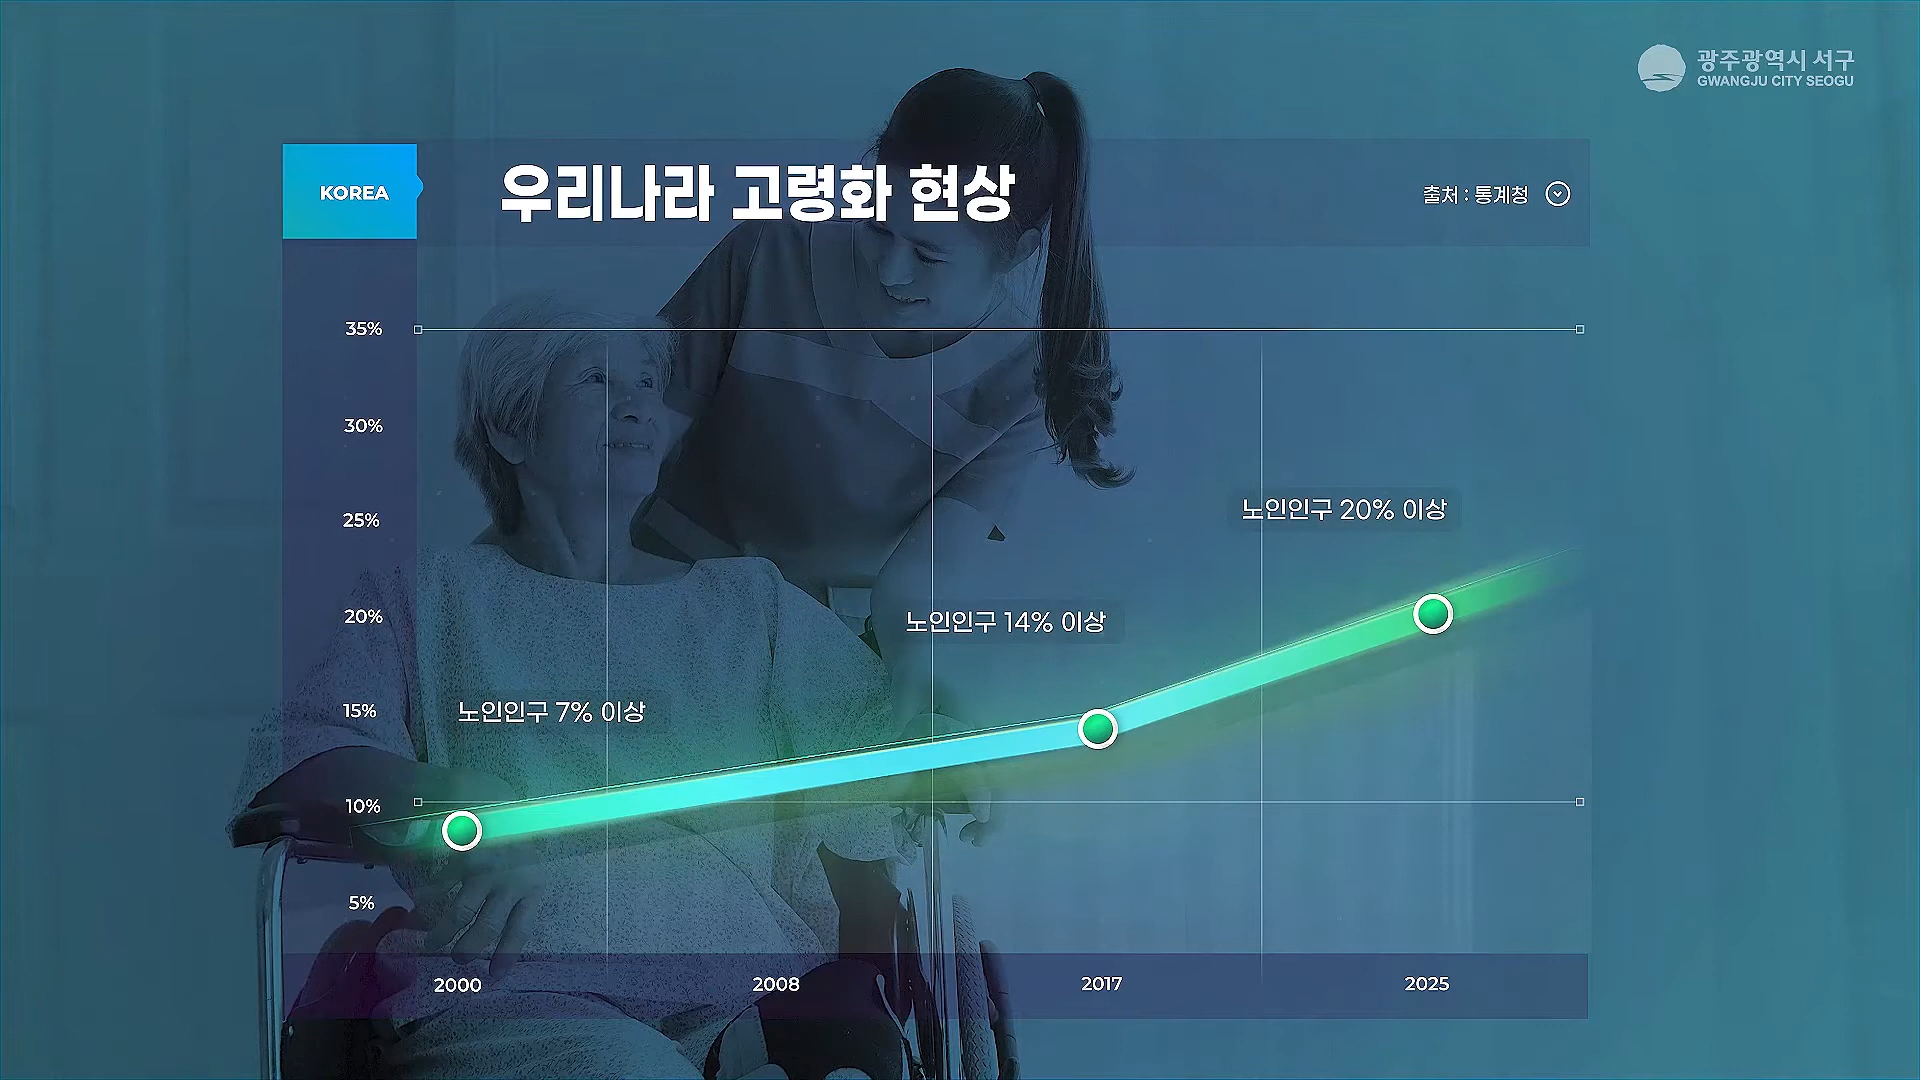 광주광역시 서구
GWANGJU CITY SEOGU
KOREA
우리나라 고령화 현상
출처 : 통계청
35%
30%
25%
노인인구 20% 이상
20%
노인인구 14% 이상
15%
노인인구 7% 이상
10%
5%
2000
2008
2017
2025